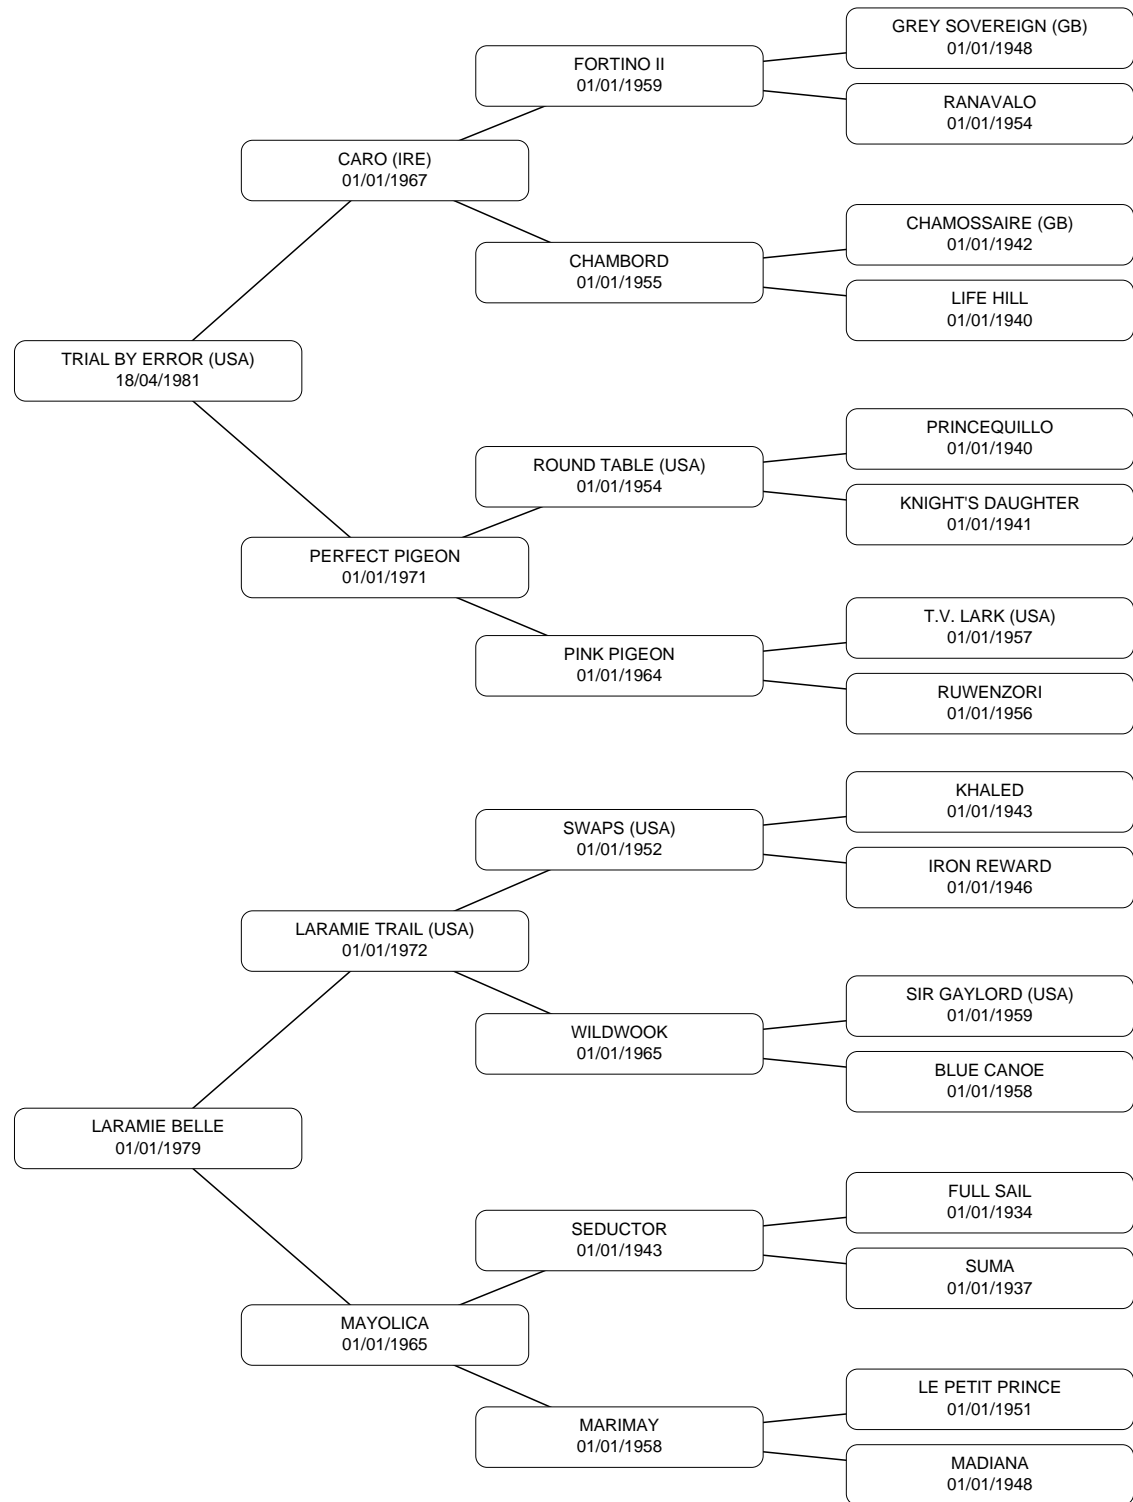 GREY SOVEREIGN (GB)
01/01/1948
FORTINO II
01/01/1959
RANAVALO
01/01/1954
CARO (IRE)
01/01/1967
CHAMOSSAIRE (GB)
01/01/1942
CHAMBORD
01/01/1955
LIFE HILL
01/01/1940
TRIAL BY ERROR (USA)
18/04/1981
PRINCEQUILLO
01/01/1940
ROUND TABLE (USA)
01/01/1954
KNIGHT'S DAUGHTER
01/01/1941
PERFECT PIGEON
01/01/1971
T.V. LARK (USA)
01/01/1957
PINK PIGEON
01/01/1964
RUWENZORI
01/01/1956
KHALED
01/01/1943
SWAPS (USA)
01/01/1952
IRON REWARD
01/01/1946
LARAMIE TRAIL (USA)
01/01/1972
SIR GAYLORD (USA)
01/01/1959
WILDWOOK
01/01/1965
BLUE CANOE
01/01/1958
LARAMIE BELLE
01/01/1979
FULL SAIL
01/01/1934
SEDUCTOR
01/01/1943
SUMA
01/01/1937
MAYOLICA
01/01/1965
LE PETIT PRINCE
01/01/1951
MARIMAY
01/01/1958
MADIANA
01/01/1948